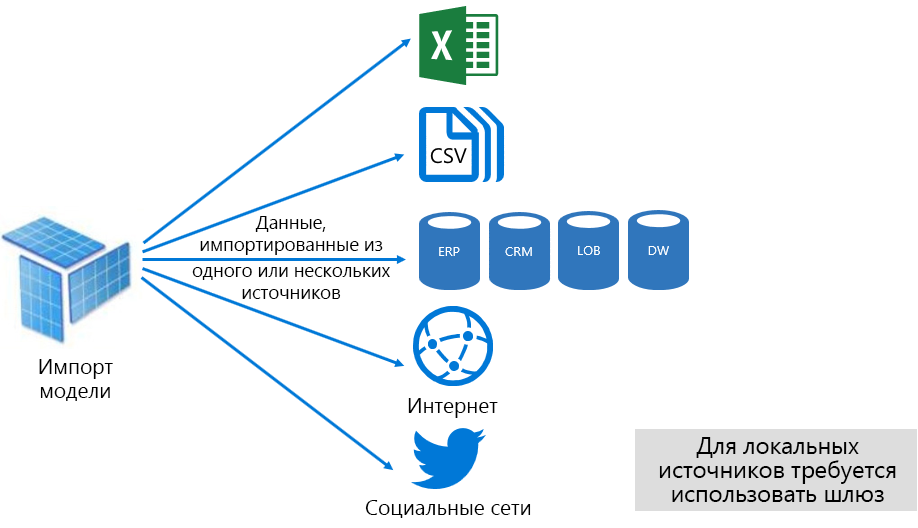 X
CSV
Данные,
импортированные из
одного или нескольких
источников
ERP
CRM
LOB
DW
Импорт
модели
Интернет
Социальные сети
Для локальных
источников требуется
использовать шлюз